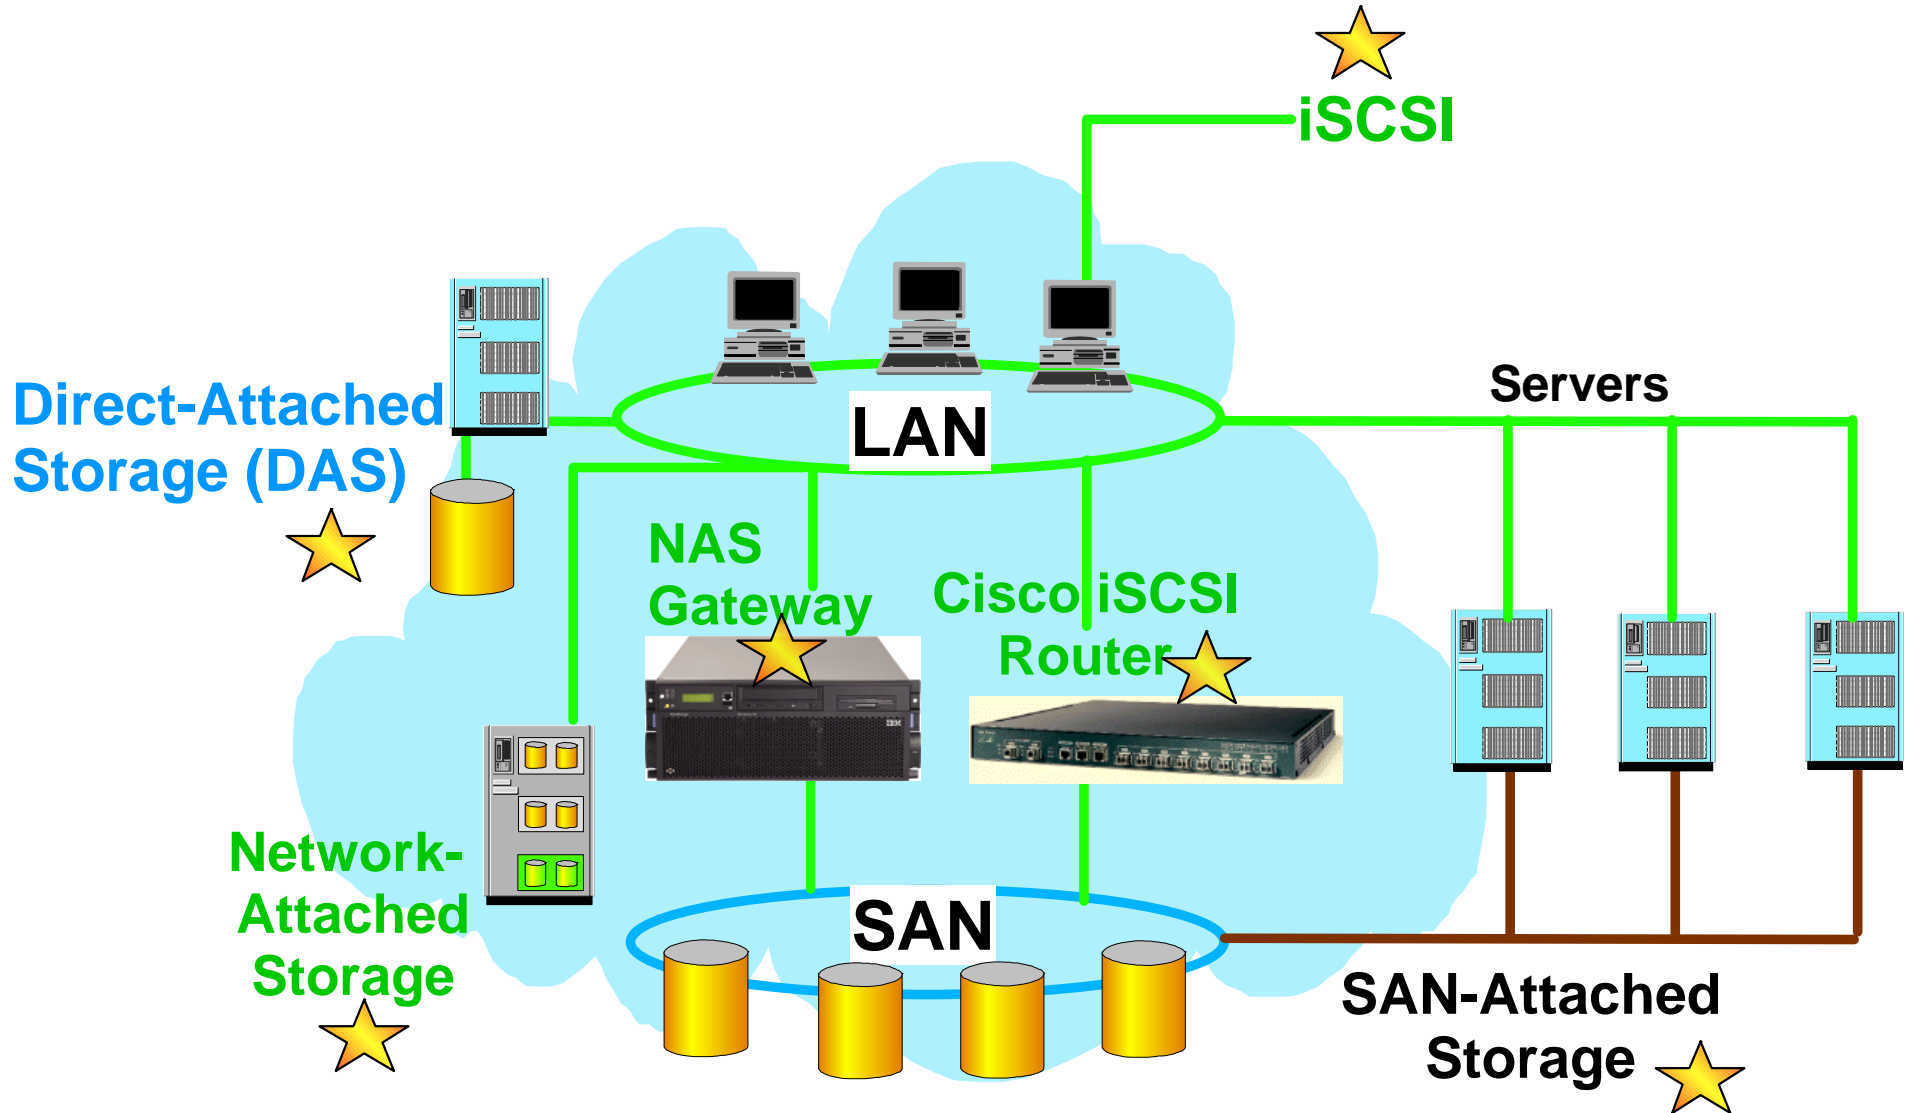 iSCSI
Servers
Direct-Attached
Storage (DAS)
LAN
NAS
Gateway
Cisco iSCSI
Router
IBM
Network-
Attached
Storage
SAN
SAN-Attached
Storage